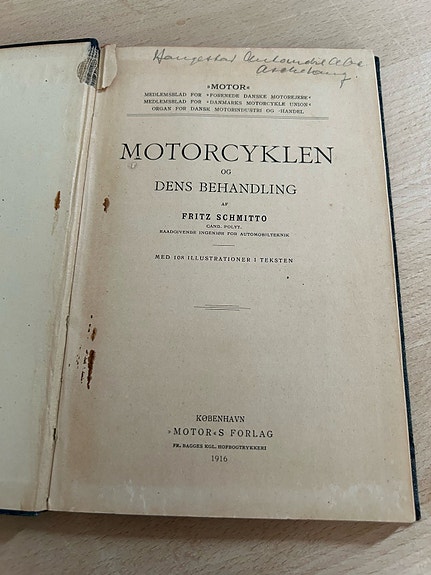 »MOTOR«
MEDLEMSBLAD FOR »FORENEDE DANSKE MOTOREJERE«
MEDLEMSBLAD FOR »DANMARKS MOTORCYKLE UNION«
ORGAN FOR DANSK MOTORINDUSTRI OG -HANDEL
MOTORCYKLEN
OG
DENS BEHANDLING
AF
FRITZ SCHMITTO
CAND. POLYT.
RAADGIVENDE INGENIØR FOR AUTOMOBILTEKNIK
MED 108 ILLUSTRATIONER I TEKSTEN
KØBENHAVN
»MOTOR«S FORLAG
FR. BAGGES KGL. HOFBOGTRYKKERI
1916